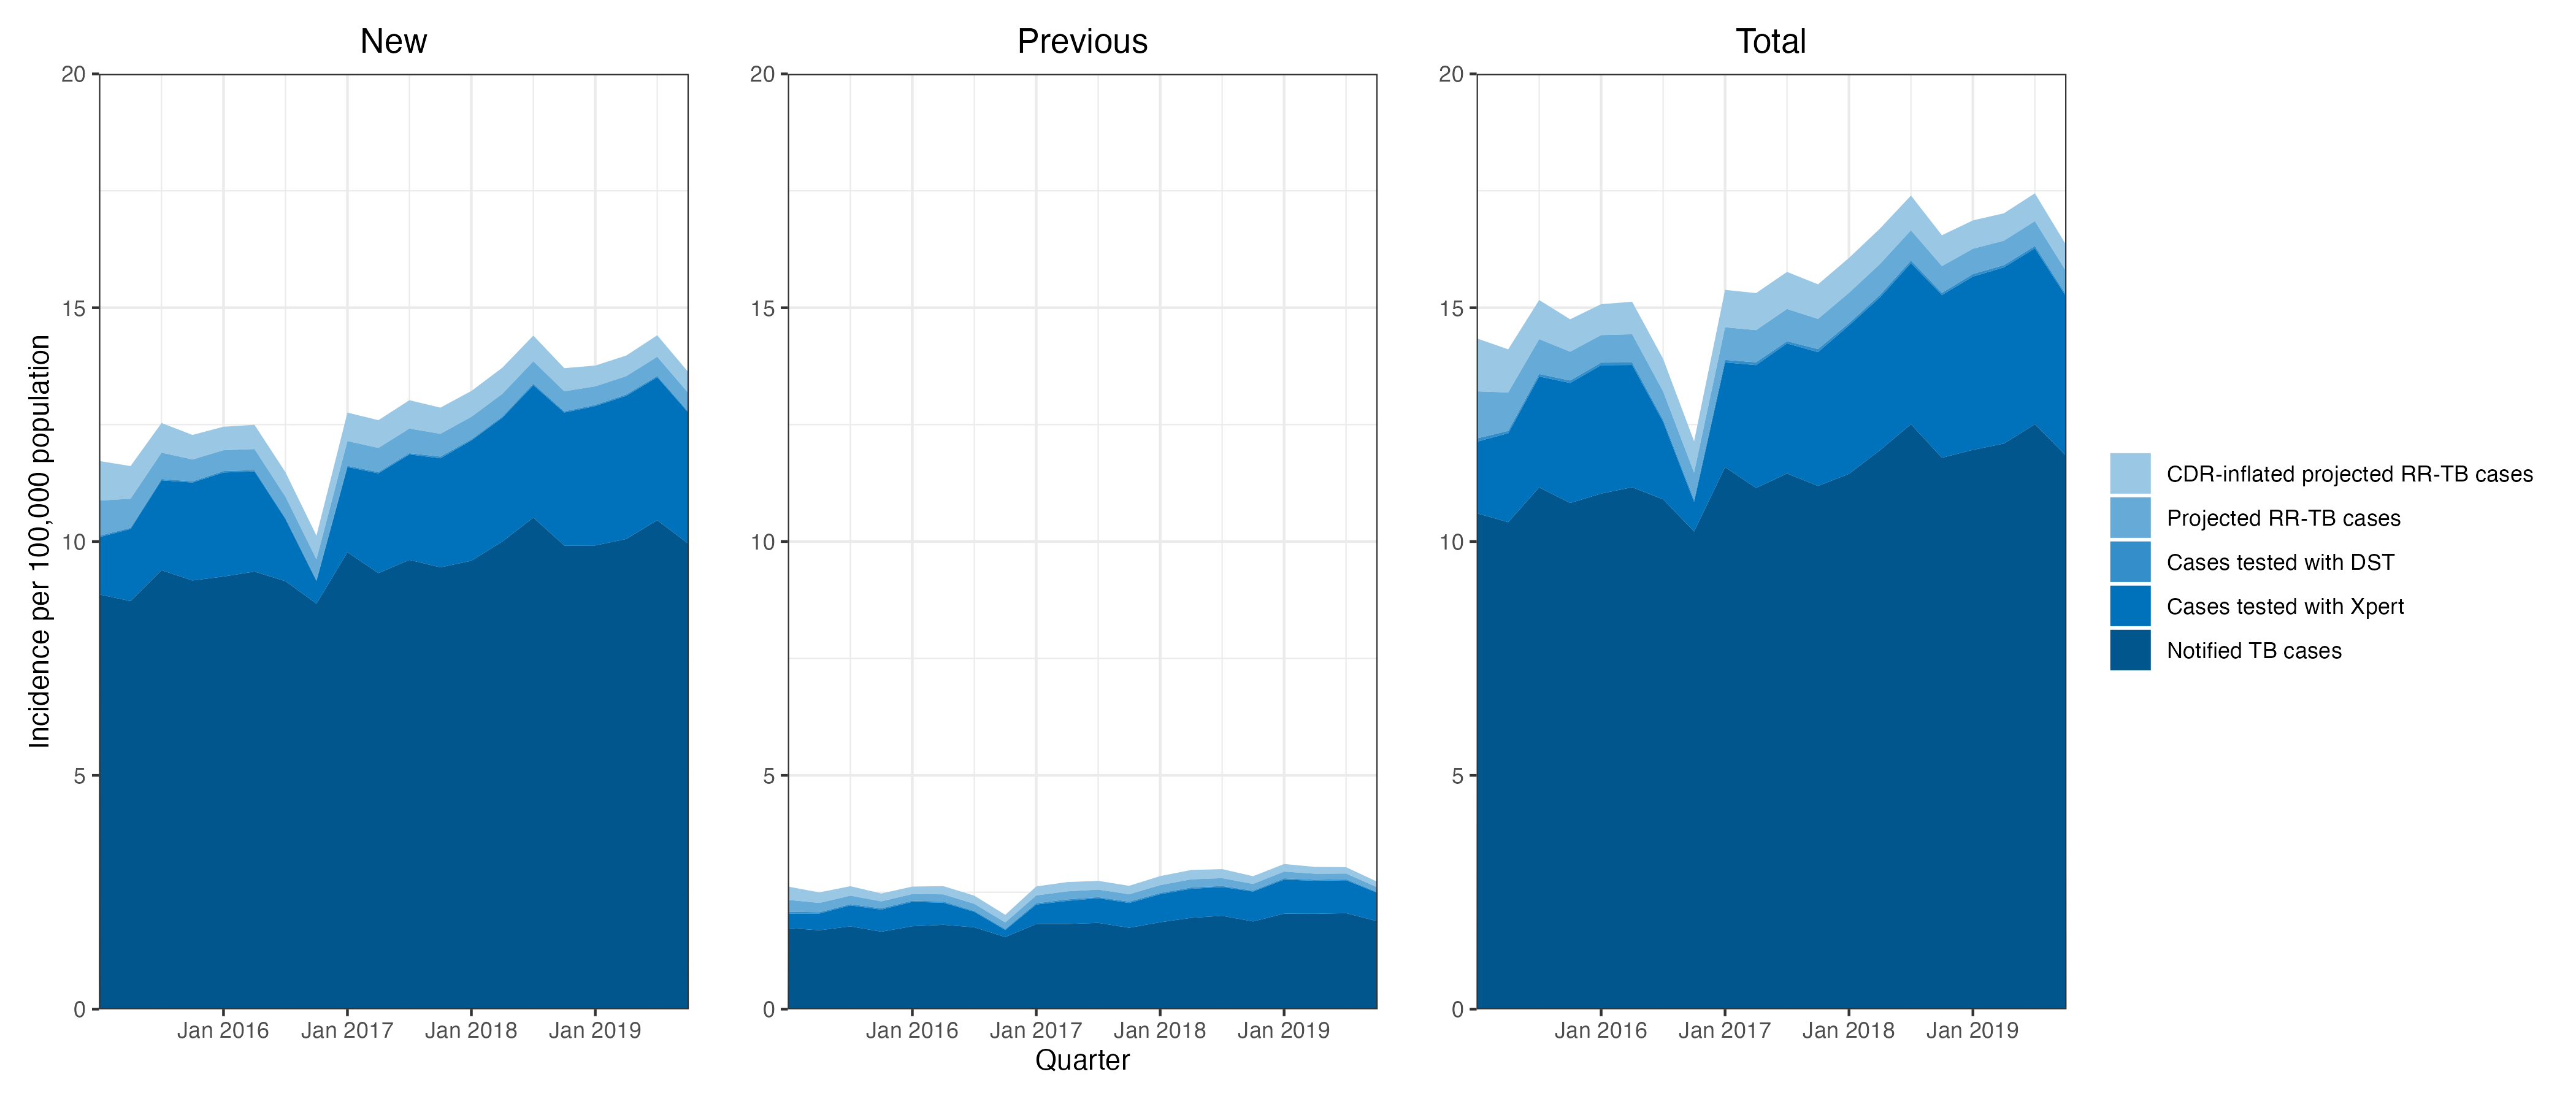 New
Previous
Total
Incidence per 100,000 population
20
15
10
5
0
Jan 2016
Jan 2017
Jan 2018
Jan 2019
20
15
10
5
0
Jan 2016
Jan 2017
Jan 2018
Jan 2019
20
15
10
5
0
Jan 2016
Jan 2017
Jan 2018
Jan 2019
Quarter
CDR-inflated projected RR-TB cases
Projected RR-TB cases
Cases tested with DST
Cases tested with Xpert
Notified TB cases